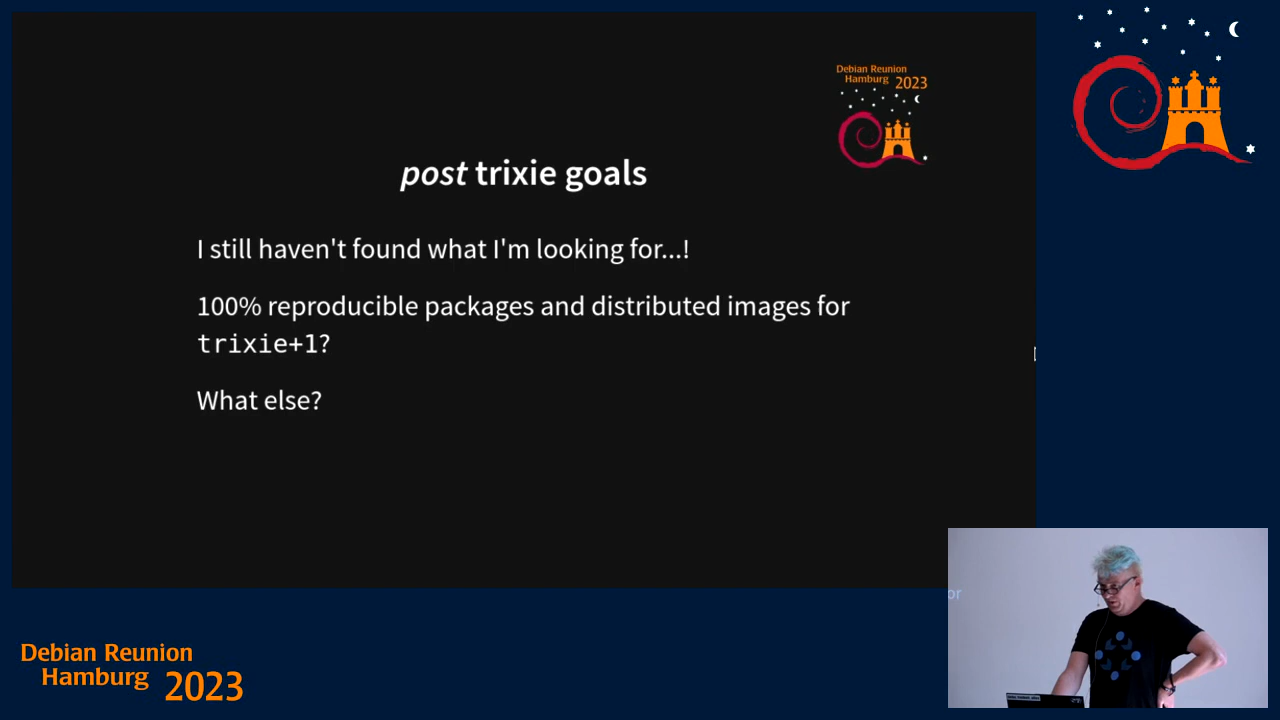 Debian Reunion
Hamburg 2023
post trixie goals
I still haven't found what I'm looking for...!
100% reproducible packages and distributed images for
trixie+1?
What else?
or
Debian Reunion
Hamburg 2023